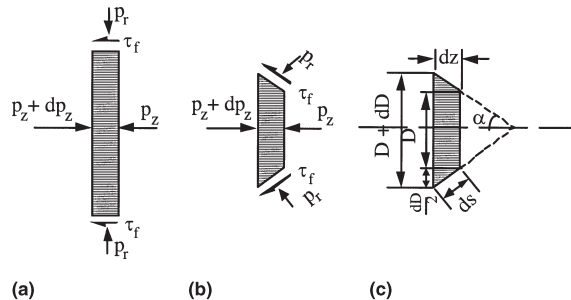 p_r
τ_f
p_z + dp_z
p_z
τ_f
p_r
(a)
p_r
τ_f
p_z + dp_z
p_z
τ_f
p_r
(b)
dz
D + dD
D
α
dD
2
ds
(c)